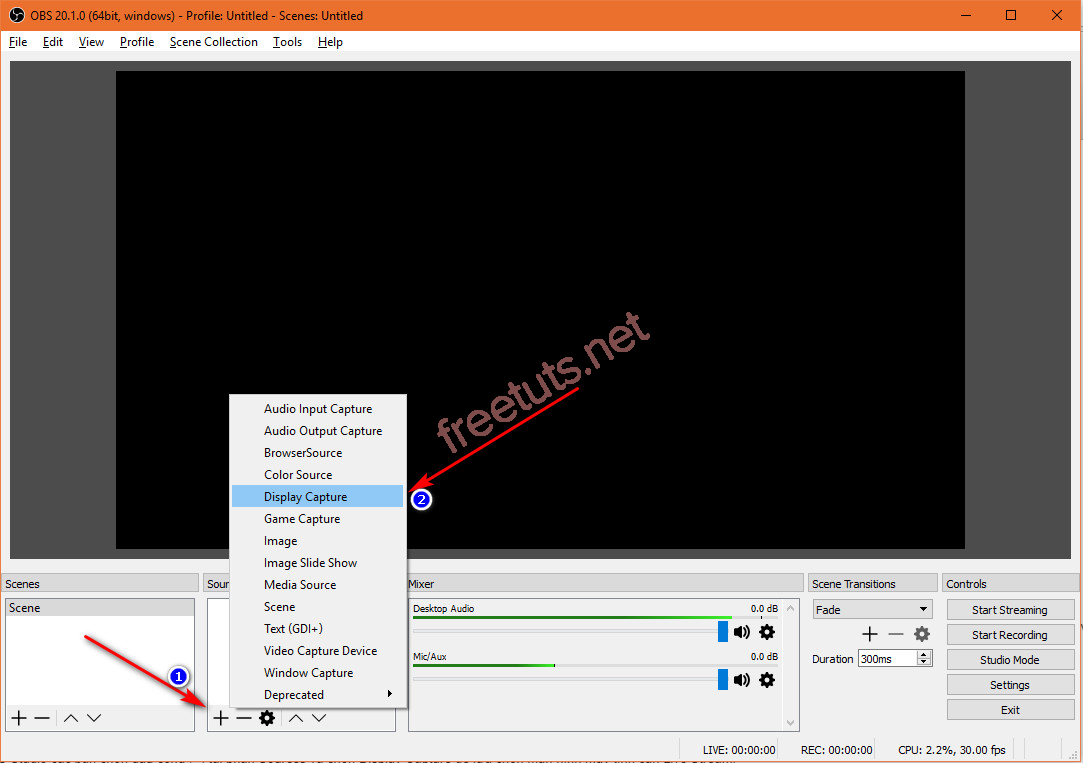 OBS 20.1.0 (64bit, windows) - Profile: Untitled - Scenes: Untitled
File Edit View Profile Scene Collection Tools Help
freetuts.net
Audio Input Capture
Audio Output Capture
BrowserSource
Color Source
Display Capture
2
Game Capture
Image
Image Slide Show
Media Source
Scene
Text (GDI+)
Video Capture Device
Window Capture
Deprecated
Scenes
Scene
1
Sour
Mixer
Desktop Audio 0.0 dB
Mic/Aux 0.0 dB
Scene Transitions
Fade
Duration 300ms
Controls
Start Streaming
Start Recording
Studio Mode
Settings
Exit
LIVE: 00:00:00 REC: 00:00:00 CPU: 2.2%, 30.00 fps